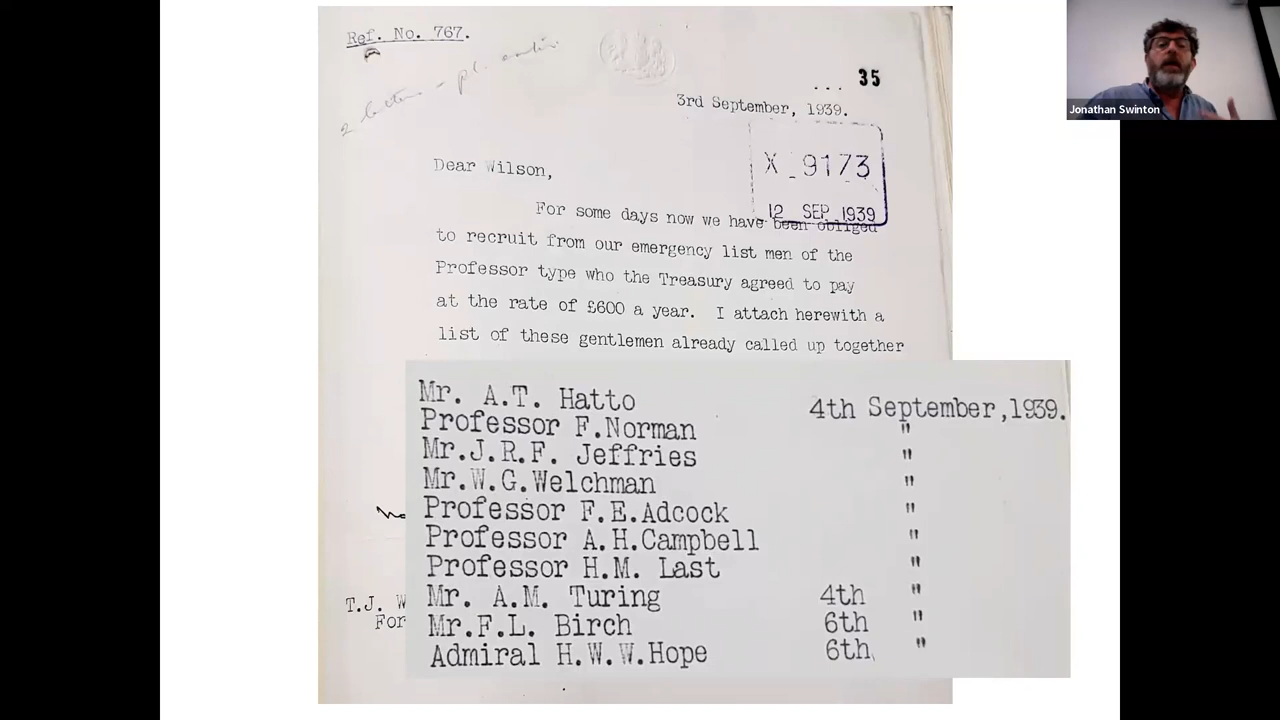 Ref. No. 767.
35
3rd September, 1939.
X 9173
12 SEP 1939
Dear Wilson,
For some days now we have been obliged
to recruit from our emergency list men of the
Professor type who the Treasury agreed to pay
at the rate of £600 a year. I attach herewith a
list of these gentlemen already called up together
Mr. A.T. Hatto 4th September, 1939.
Professor F.Norman "
Mr.J.R.F. Jeffries "
Mr.W.G.Welchman "
Professor F.E.Adcock "
Professor A.H.Campbell "
Professor H.M. Last "
Mr. A.M. Turing 4th "
Mr.F.L. Birch 6th "
Admiral H.W.W.Hope 6th "
T.J. W
For
Jonathan Swinton